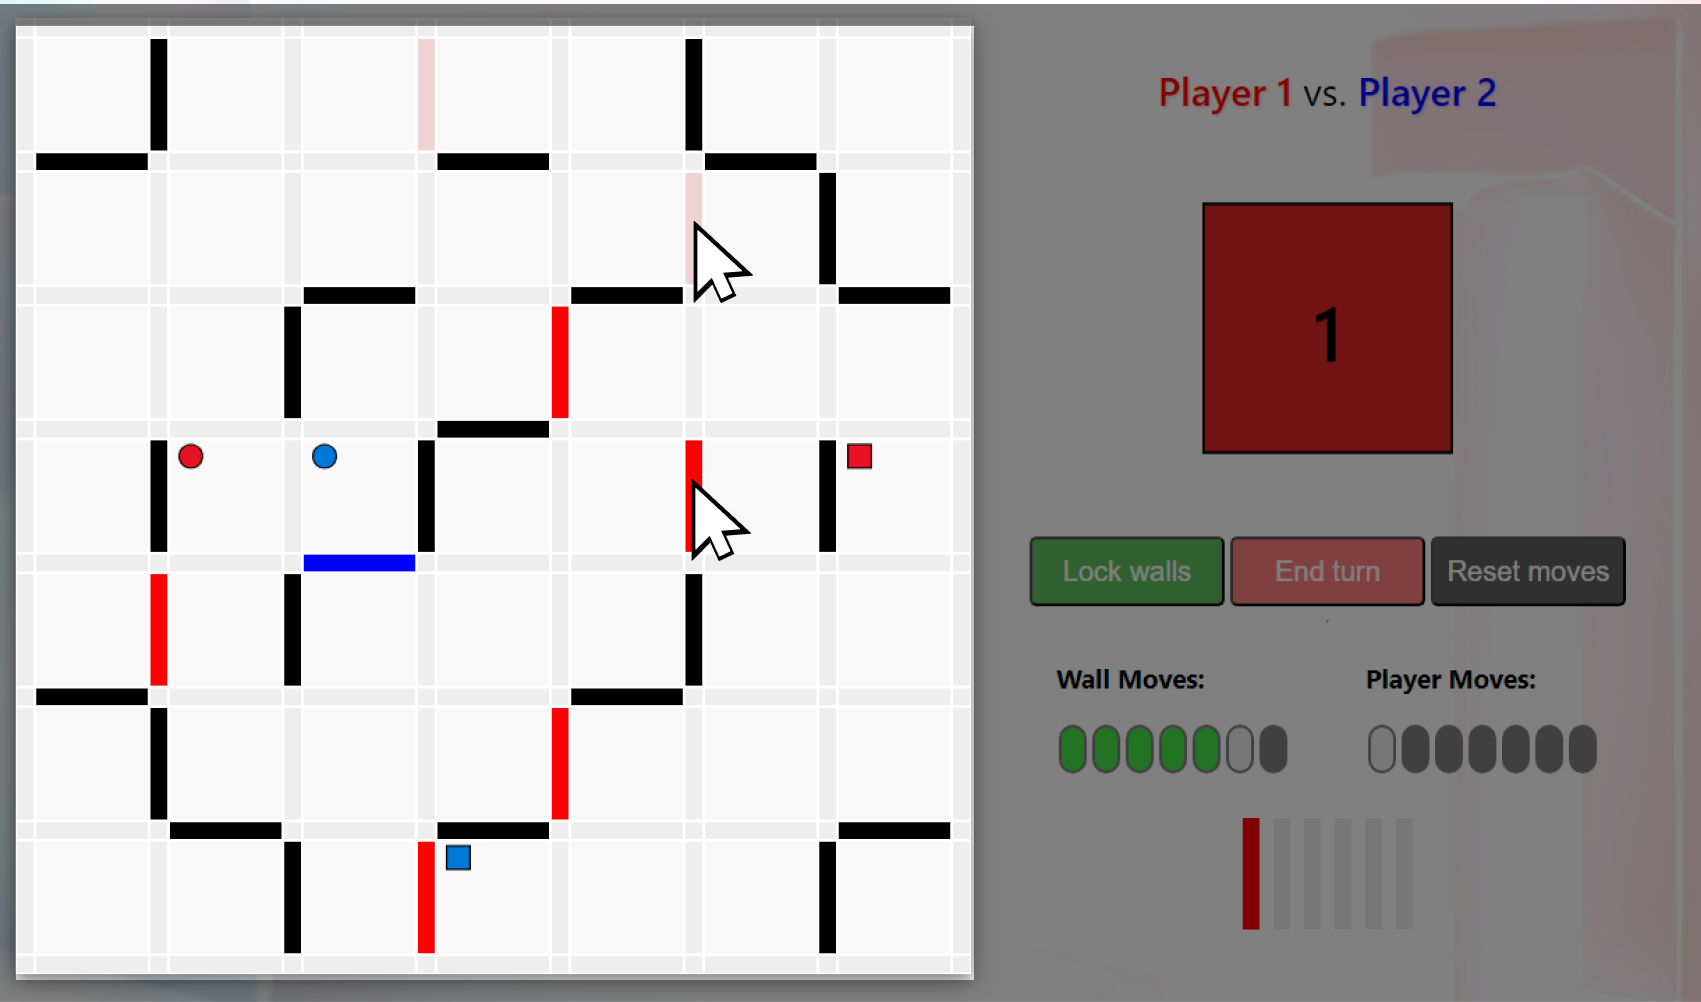 Player 1 vs. Player 2
1
Lock walls
End turn
Reset moves
Wall Moves:
Player Moves: